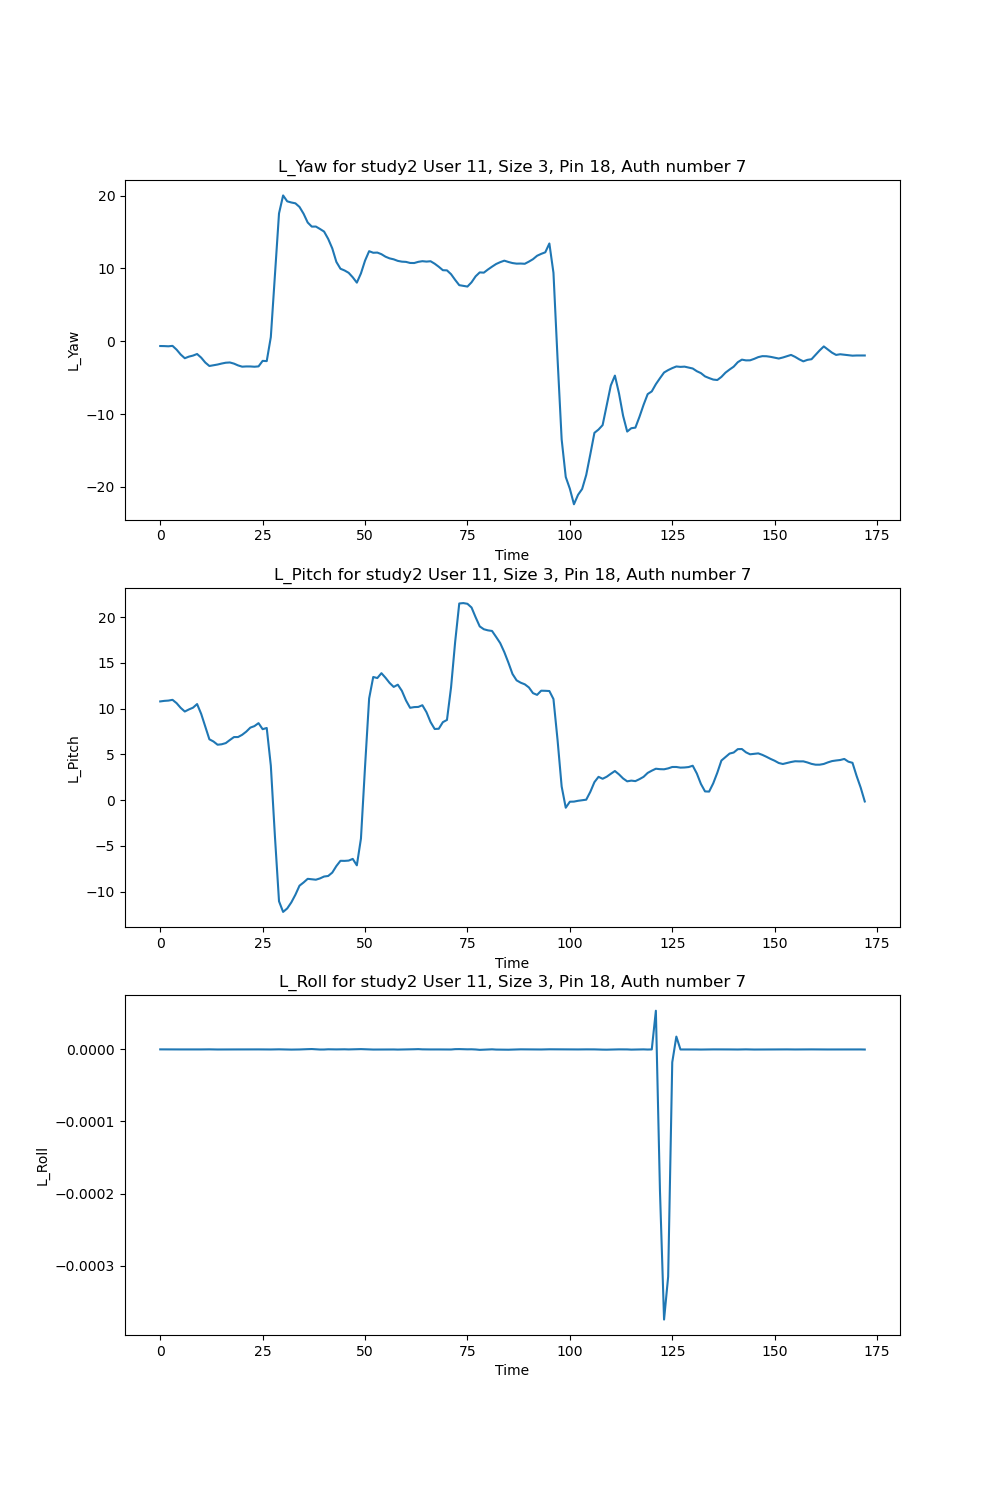 L_Yaw for study2 User 11, Size 3, Pin 18, Auth number 7
20
10
0
−10
−20
L_Yaw
0 25 50 75 100 125 150 175
Time
L_Pitch for study2 User 11, Size 3, Pin 18, Auth number 7
20
15
10
5
0
−5
−10
L_Pitch
0 25 50 75 100 125 150 175
Time
L_Roll for study2 User 11, Size 3, Pin 18, Auth number 7
0.0000
−0.0001
−0.0002
−0.0003
L_Roll
0 25 50 75 100 125 150 175
Time